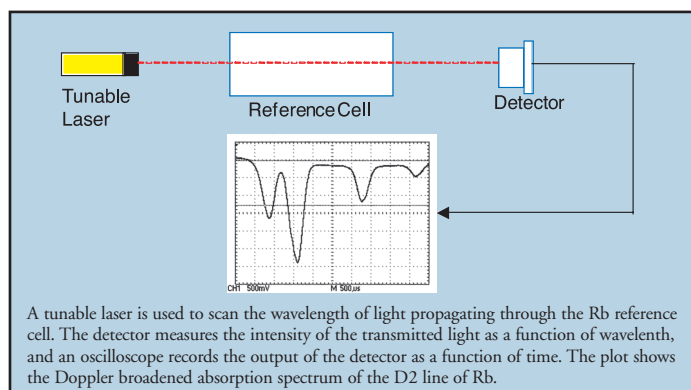 Tunable
Laser
Reference Cell
Detector
CH1 500mV M 500µs
A tunable laser is used to scan the wavelength of light propagating through the Rb reference
cell. The detector measures the intensity of the transmitted light as a function of wavelenth,
and an oscilloscope records the output of the detector as a function of time. The plot shows
the Doppler broadened absorption spectrum of the D2 line of Rb.